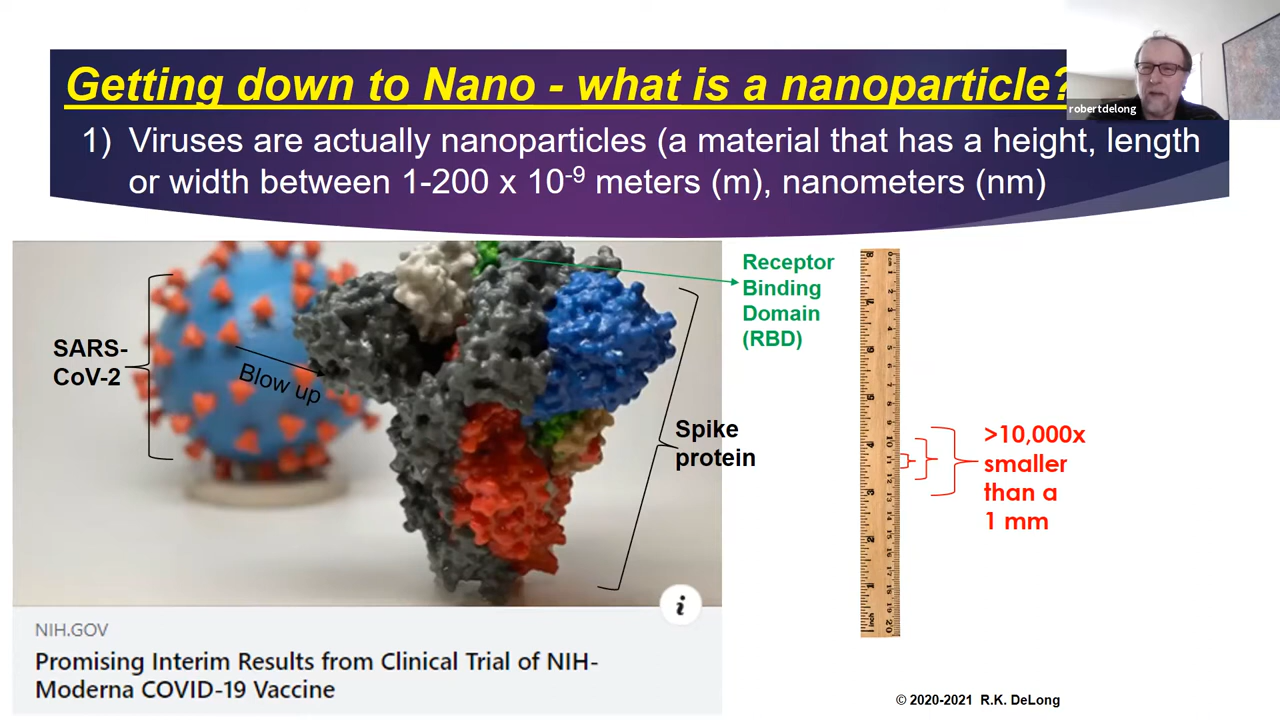 Getting down to Nano - what is a nanoparticle?
robertdelong
1) Viruses are actually nanoparticles (a material that has a height, length
or width between 1-200 x 10-9 meters (m), nanometers (nm)
Receptor
Binding
Domain
(RBD)
SARS-
CoV-2
Blow up
Spike
protein
>10,000x
smaller
than a
1 mm
i
NIH.GOV
Promising Interim Results from Clinical Trial of NIH-
Moderna COVID-19 Vaccine
© 2020-2021 R.K. DeLong